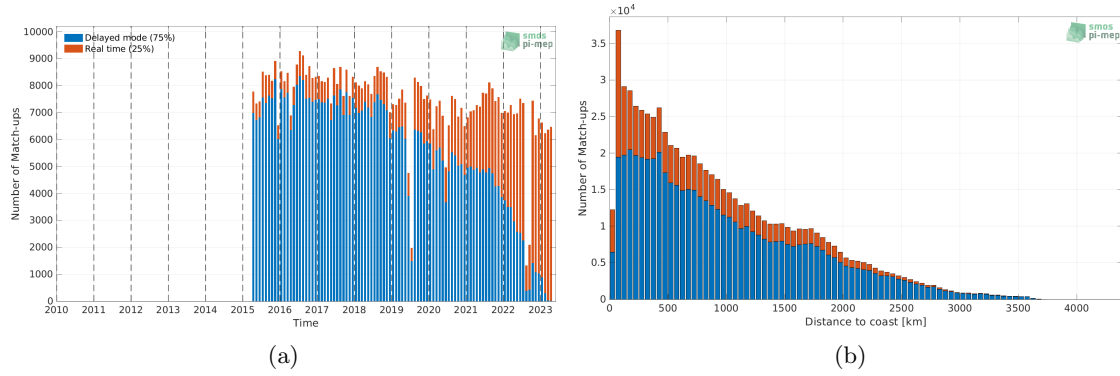 Delayed mode (75%)
Real time (25%)
smos
pi-mep
10000
9000
8000
7000
6000
5000
4000
3000
2000
1000
0
Number of Match-ups
2010 2011 2012 2013 2014 2015 2016 2017 2018 2019 2020 2021 2022 2023
Time
(a)
×10⁴
smos
pi-mep
3.5
3
2.5
2
1.5
1
0.5
0
Number of Match-ups
0 500 1000 1500 2000 2500 3000 3500 4000
Distance to coast [km]
(b)